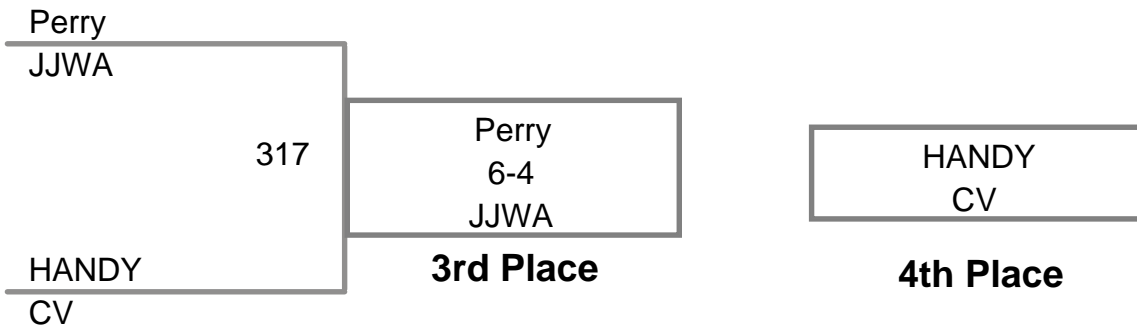 Perry
JJWA
317
HANDY
CV
Perry
6-4
JJWA
3rd Place
HANDY
CV
4th Place